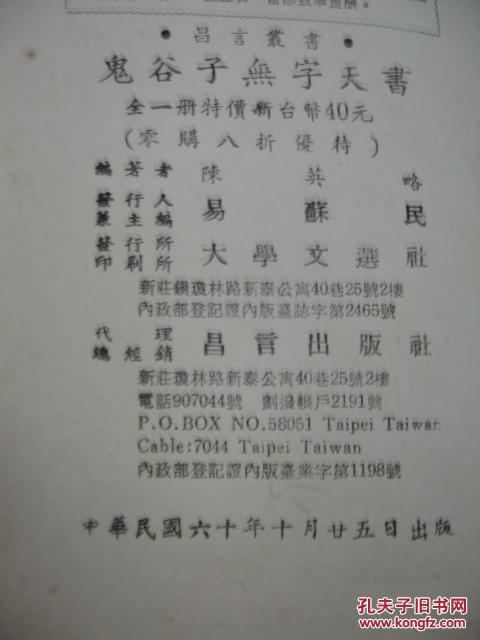 ●昌言叢書●
鬼谷子無字天書
全一册特價新台幣40元
(零購八折優待)
編著者 陳英略
發行人
兼主編 易蘇民
發行所
印刷所 大學文選社
新莊鎭瓊林路新泰公寓40巷25號2樓
內政部登記證內版臺誌字第2465號
代理
總經銷 昌言出版社
新莊瓊林路新泰公寓40巷25號2樓
電話907044號 劃撥帳戶2191號
P.O.BOX NO.58051 Taipei Taiwan
Cable:7044 Taipei Taiwan
內政部登記證內版臺業字第1198號
中華民國六十年十月廿五日出版
孔夫子旧书网
www.kongfz.com